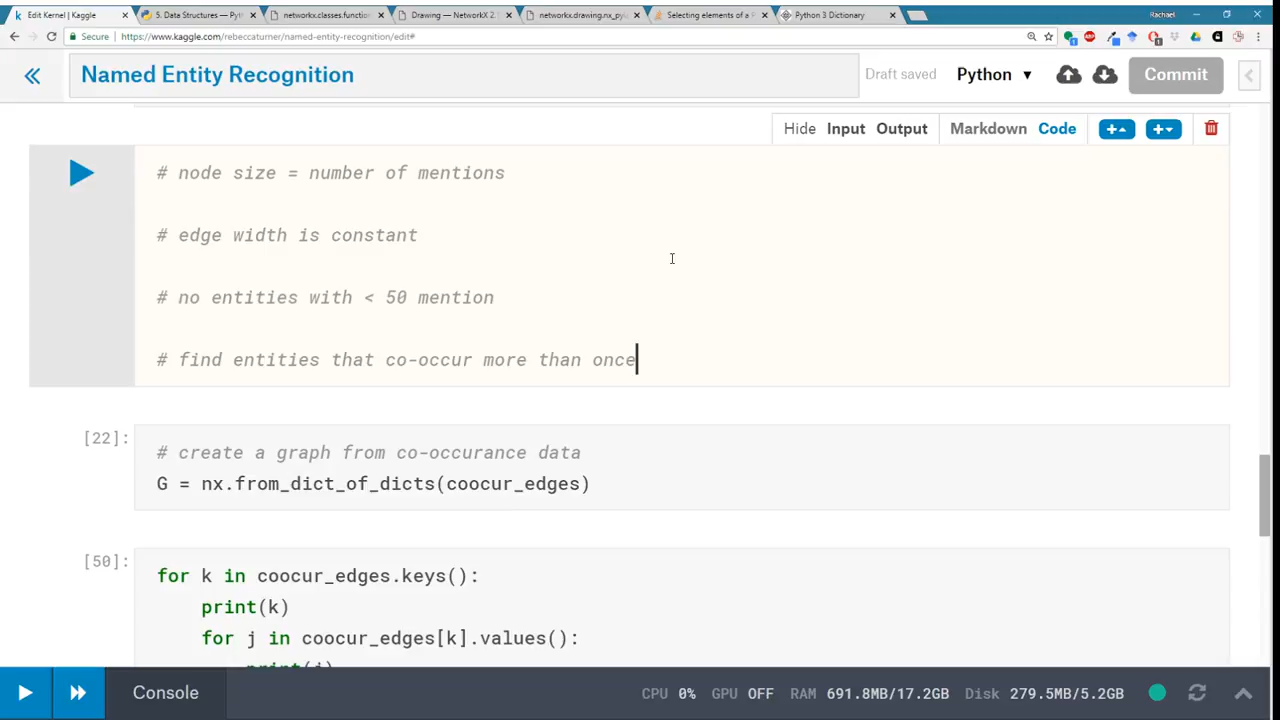 Edit Kernel | Kaggle
5. Data Structures — Pyth
networkx.classes.function
Drawing — NetworkX 2.1
networkx.drawing.nx_pyla
Selecting elements of a P
Python 3 Dictionary
Rachael
Secure | https://www.kaggle.com/rebeccaturner/named-entity-recognition/edit#
Named Entity Recognition
Draft saved
Python
Commit
Hide Input Output Markdown Code
# node size = number of mentions
# edge width is constant
# no entities with < 50 mention
# find entities that co-occur more than once
[22]:
# create a graph from co-occurance data
G = nx.from_dict_of_dicts(coocur_edges)
[50]:
for k in coocur_edges.keys():
print(k)
for j in coocur_edges[k].values():
print(j)
Console
CPU 0% GPU OFF RAM 691.8MB/17.2GB Disk 279.5MB/5.2GB